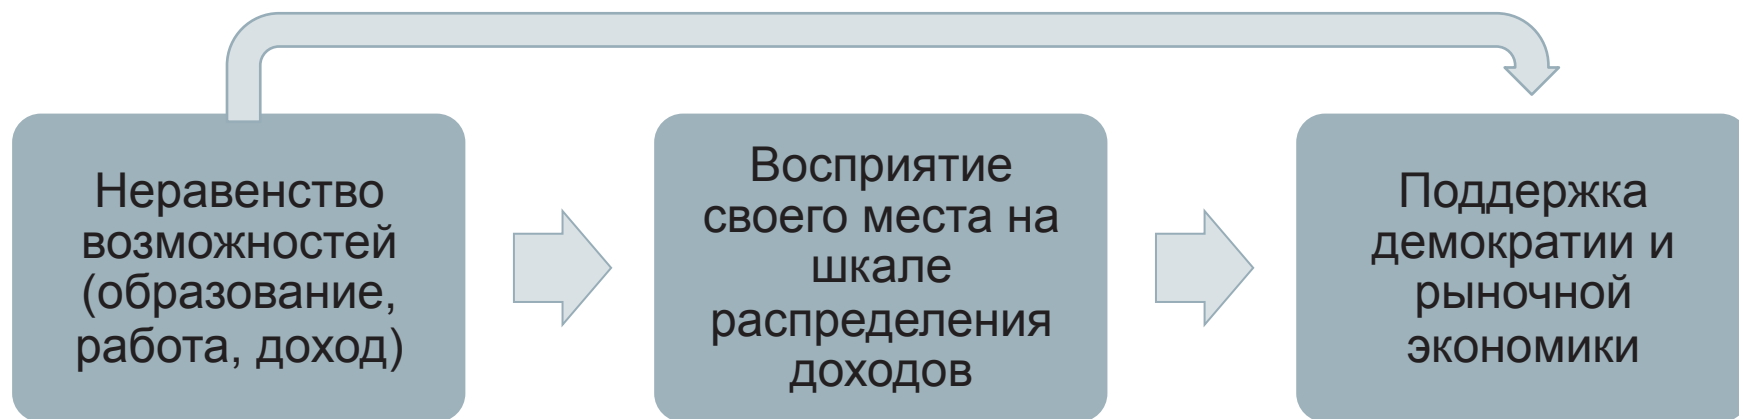 Неравенство
возможностей
(образование,
работа, доход)
Восприятие
своего места на
шкале
распределения
доходов
Поддержка
демократии и
рыночной
экономики